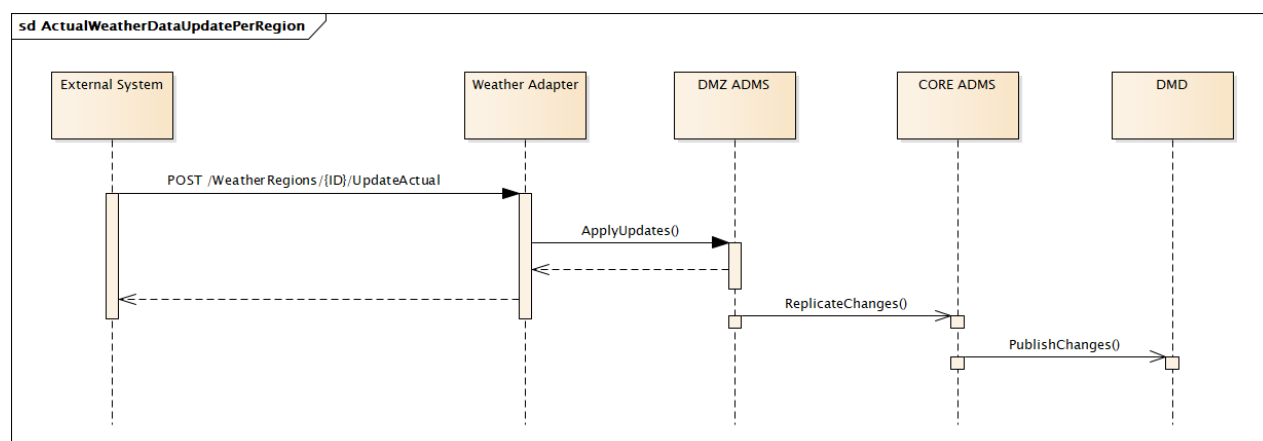 sd ActualWeatherDataUpdatePerRegion
External System
Weather Adapter
DMZ ADMS
CORE ADMS
DMD
POST /WeatherRegions/{ID}/UpdateActual
ApplyUpdates()
ReplicateChanges()
PublishChanges()